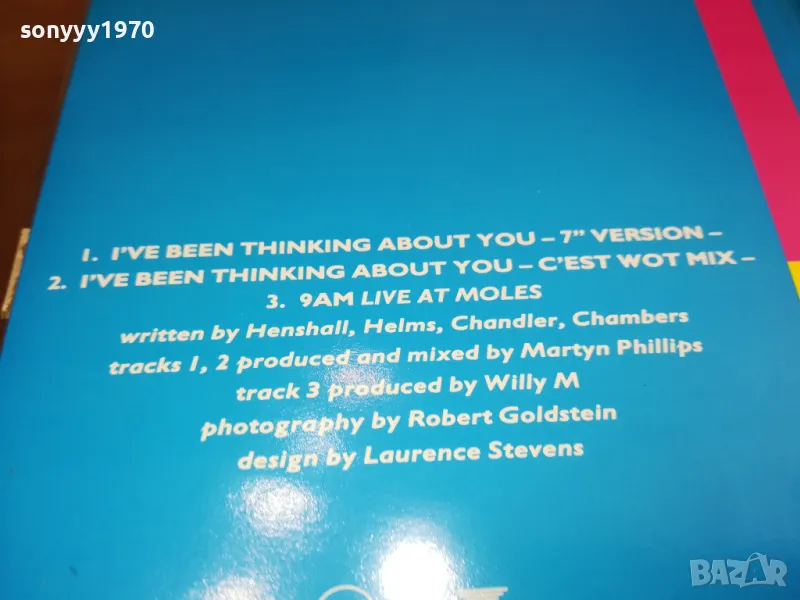 sonyyy1970
1. I'VE BEEN THINKING ABOUT YOU – 7" VERSION –
2. I'VE BEEN THINKING ABOUT YOU – C'EST WOT MIX –
3. 9AM LIVE AT MOLES
written by Henshall, Helms, Chandler, Chambers
tracks 1, 2 produced and mixed by Martyn Phillips
track 3 produced by Willy M
photography by Robert Goldstein
design by Laurence Stevens
BAZAR